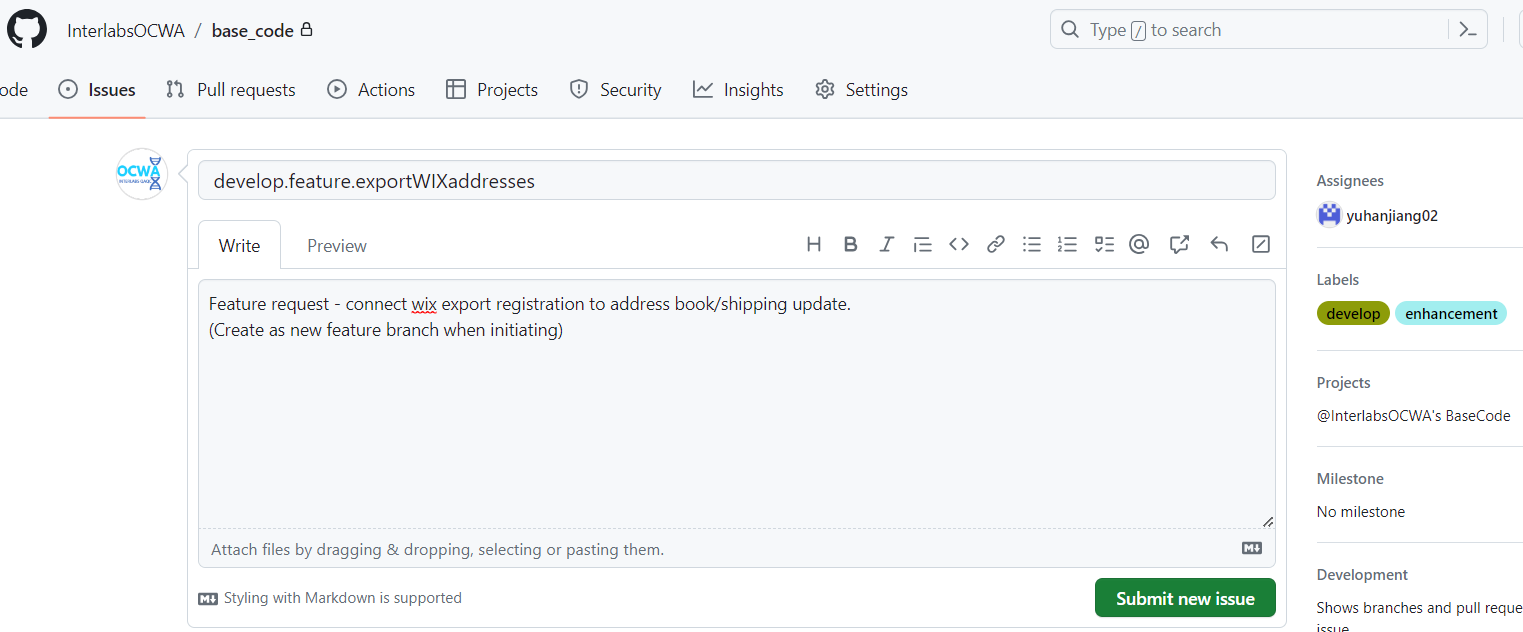 InterlabsOCWA / base_code
Type / to search
ode Issues Pull requests Actions Projects Security Insights Settings
OCWA
develop.feature.exportWIXaddresses
Assignees
yuhanjiang02
Write Preview
Feature request - connect wix export registration to address book/shipping update.
(Create as new feature branch when initiating)
Labels
develop enhancement
Projects
@InterlabsOCWA's BaseCode
Milestone
No milestone
Attach files by dragging & dropping, selecting or pasting them.
Styling with Markdown is supported
Submit new issue
Development
Shows branches and pull reque
issue